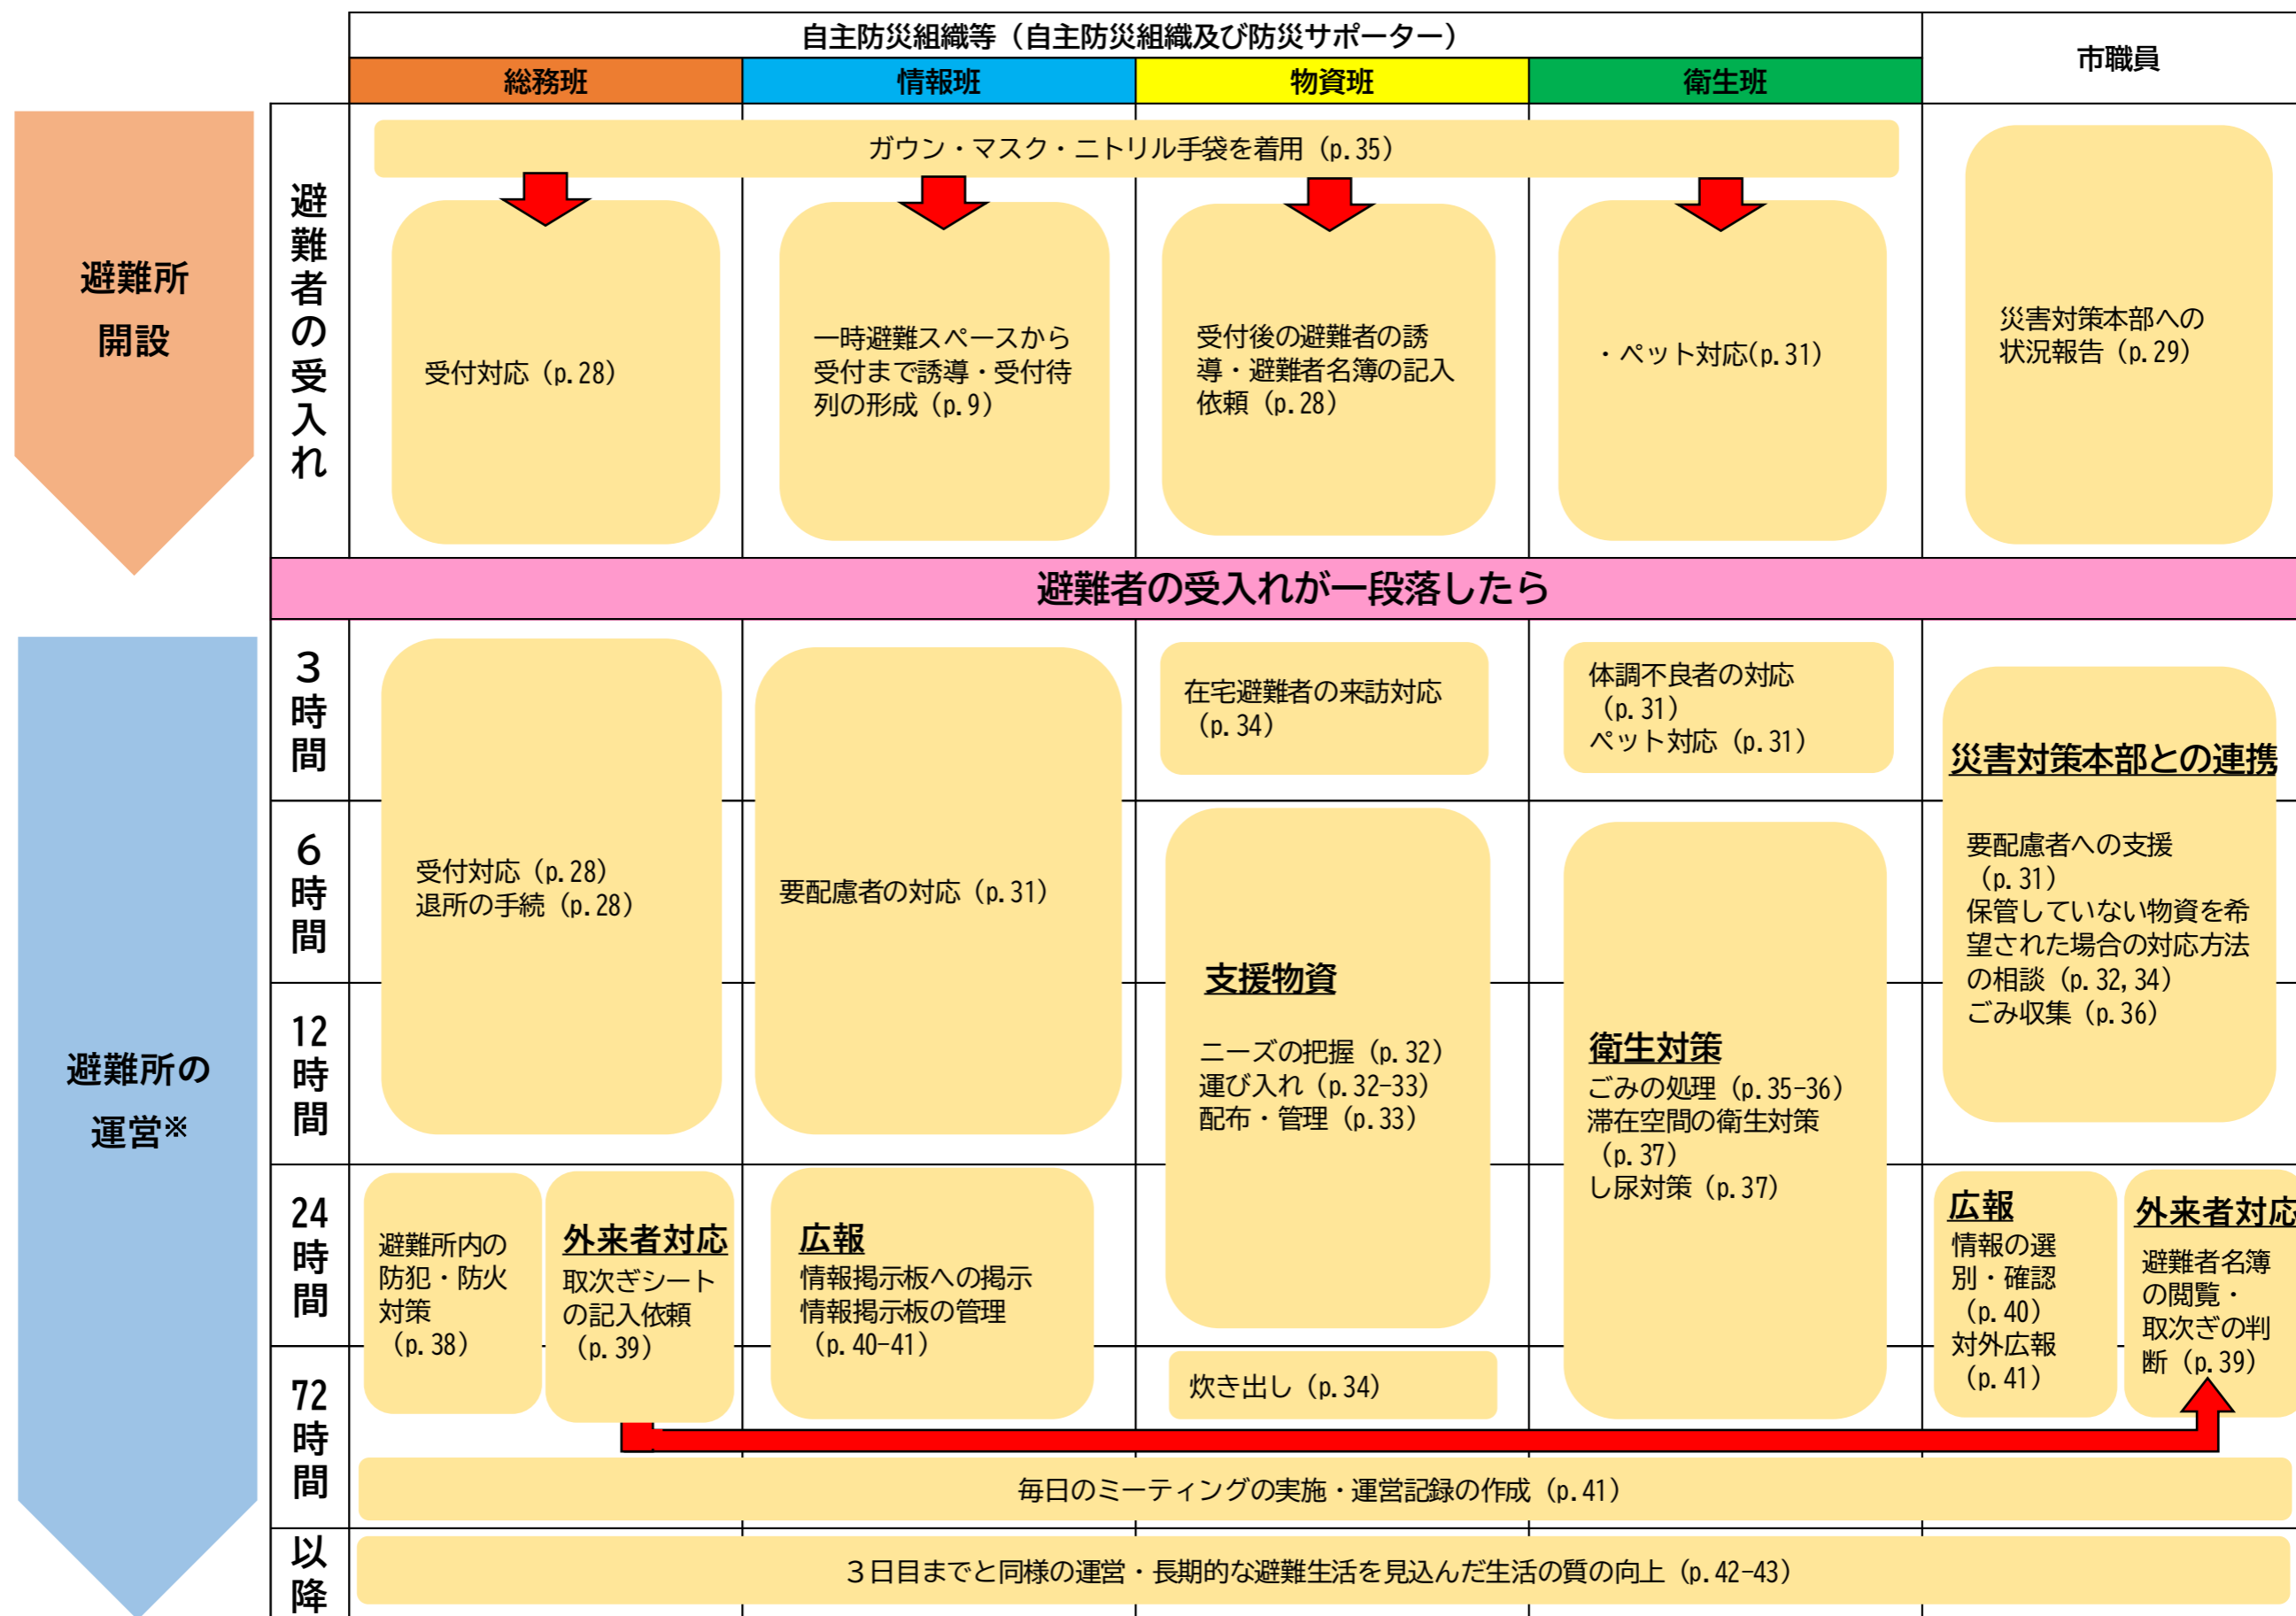 自主防災組織等（自主防災組織及び防災サポーター）
市職員
総務班
情報班
物資班
衛生班
避難所
開設
避難者の受入れ
ガウン・マスク・ニトリル手袋を着用（p.35）
受付対応（p.28）
一時避難スペースから
受付まで誘導・受付待
列の形成（p.9）
受付後の避難者の誘
導・避難者名簿の記入
依頼（p.28）
・ペット対応(p.31)
災害対策本部への
状況報告（p.29）
避難者の受入れが一段落したら
避難所の
運営※
３時間
６時間
12時間
24時間
72時間
以降
受付対応（p.28）
退所の手続（p.28）
要配慮者の対応（p.31）
在宅避難者の来訪対応
（p.34）
体調不良者の対応
（p.31）
ペット対応（p.31）
災害対策本部との連携
要配慮者への支援
（p.31）
保管していない物資を希
望された場合の対応方法
の相談（p.32,34）
ごみ収集（p.36）
支援物資
ニーズの把握（p.32）
運び入れ（p.32-33）
配布・管理（p.33）
衛生対策
ごみの処理（p.35-36）
滞在空間の衛生対策
（p.37）
し尿対策（p.37）
避難所内の
防犯・防火
対策
（p.38）
外来者対応
取次ぎシート
の記入依頼
（p.39）
広報
情報掲示板への掲示
情報掲示板の管理
（p.40-41）
炊き出し（p.34）
広報
情報の選
別・確認
（p.40）
対外広報
（p.41）
外来者対応
避難者名簿
の閲覧・
取次ぎの判
断（p.39）
毎日のミーティングの実施・運営記録の作成（p.41）
３日目までと同様の運営・長期的な避難生活を見込んだ生活の質の向上（p.42-43）